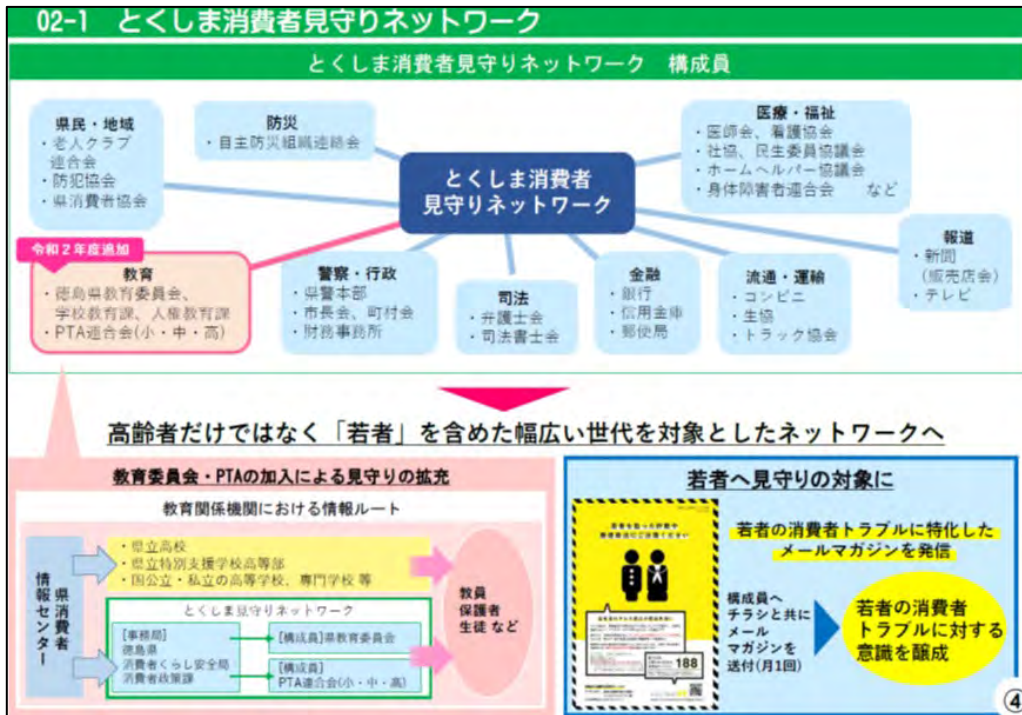 02-1 とくしま消費者見守りネットワーク
とくしま消費者見守りネットワーク 構成員
県民・地域
・老人クラブ
連合会
・防犯協会
・県消費者協会
防災
・自主防災組織連絡会
とくしま消費者
見守りネットワーク
医療・福祉
・医師会、看護協会
・社協、民生委員協議会
・ホームヘルパー協議会
・身体障害者連合会 など
令和2年度追加
教育
・徳島県教育委員会、
学校教育課、人権教育課
・PTA連合会(小・中・高)
警察・行政
・県警本部
・市長会、町村会
・財務事務所
司法
・弁護士会
・司法書士会
金融
・銀行
・信用金庫
・郵便局
流通・運輸
・コンビニ
・生協
・トラック協会
報道
・新聞
(販売店会)
・テレビ
高齢者だけではなく「若者」を含めた幅広い世代を対象としたネットワークへ
教育委員会・PTAの加入による見守りの拡充
教育関係機関における情報ルート
県消費者
情報センター
・県立高校
・県立特別支援学校高等部
・国公立・私立の高等学校、専門学校 等
とくしま見守りネットワーク
[事務局]
徳島県
消費者くらし安全局
消費者政策課
[構成員]県教育委員会
[構成員]
PTA連合会(小・中・高)
教員
保護者
生徒 など
若者へ見守りの対象に
188
若者の消費者トラブルに特化した
メールマガジンを発信
構成員へ
チラシと共に
メール
マガジンを
送付(月1回)
若者の消費者
トラブルに対する
意識を醸成
④